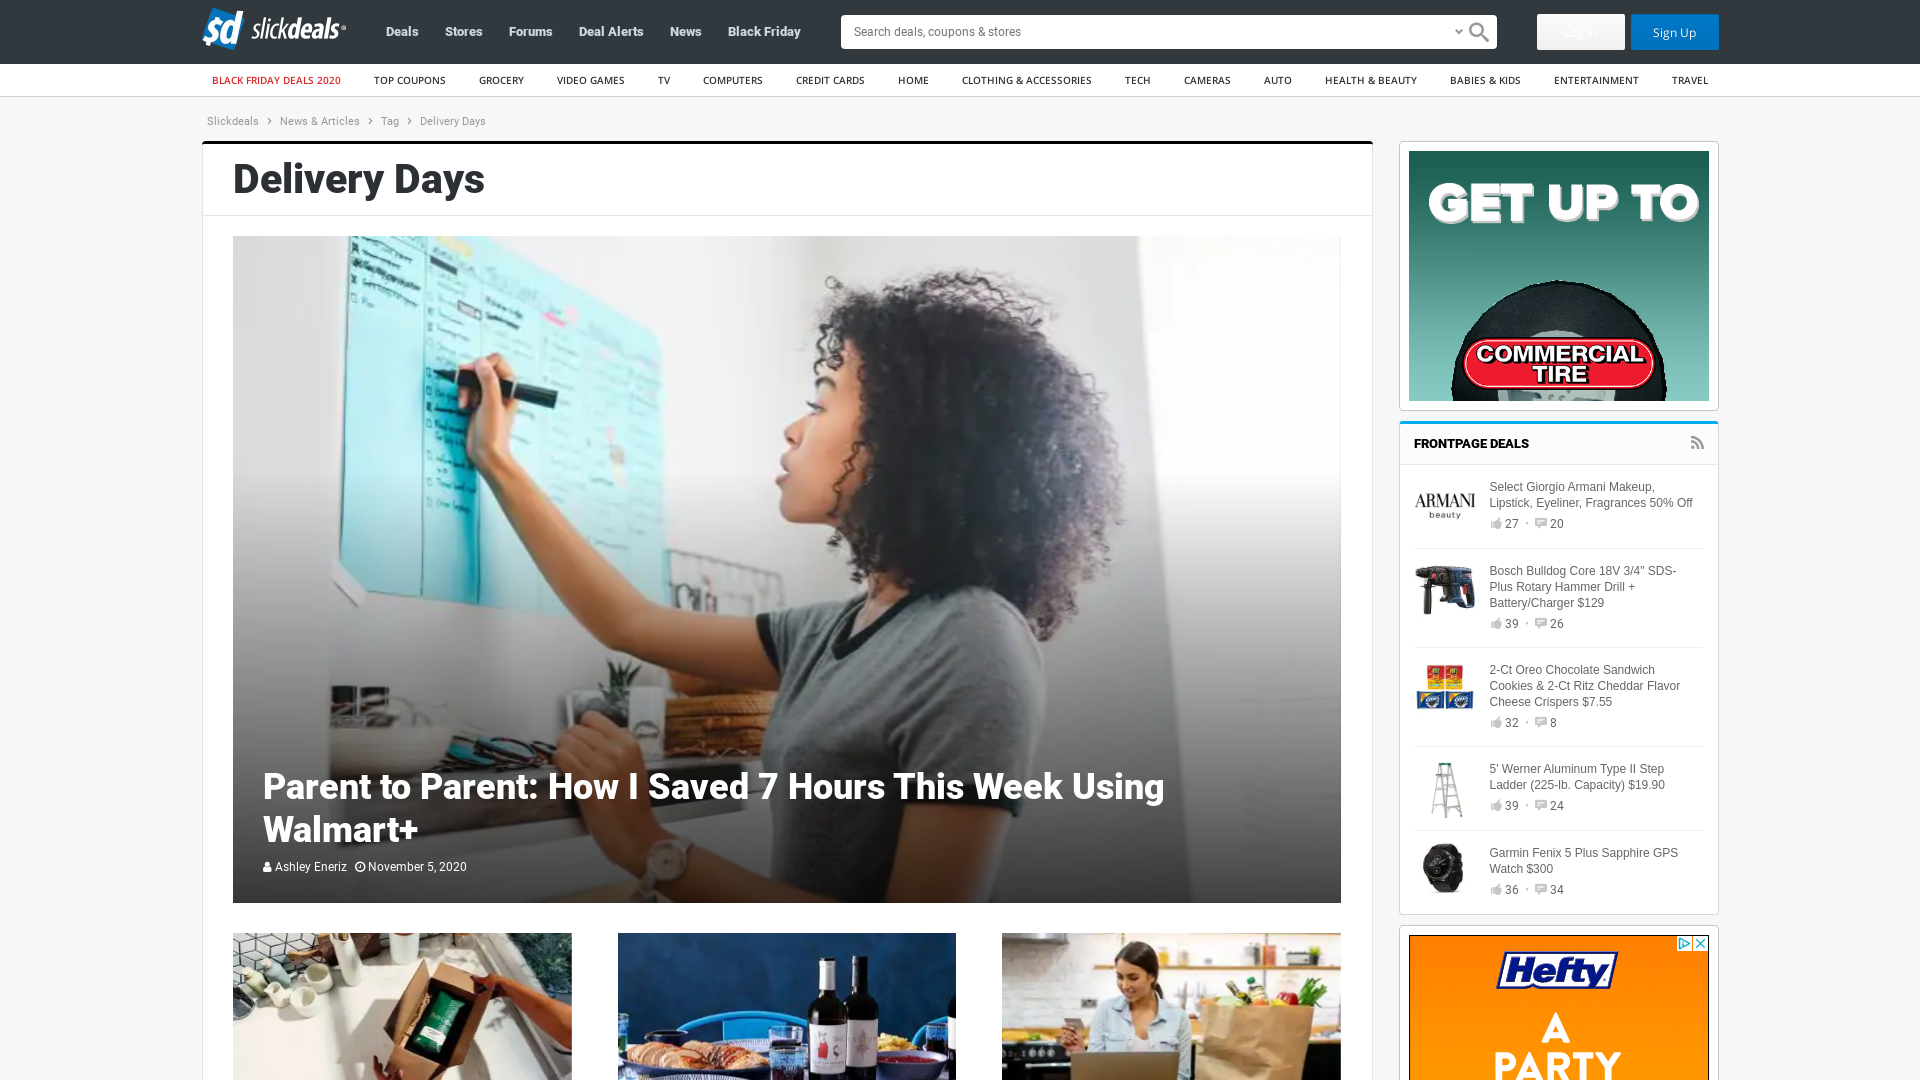 sd slickdeals
Deals
Stores
Forums
Deal Alerts
News
Black Friday
Search deals, coupons & stores
Log In
Sign Up
BLACK FRIDAY DEALS 2020
TOP COUPONS
GROCERY
VIDEO GAMES
TV
COMPUTERS
CREDIT CARDS
HOME
CLOTHING & ACCESSORIES
TECH
CAMERAS
AUTO
HEALTH & BEAUTY
BABIES & KIDS
ENTERTAINMENT
TRAVEL
Slickdeals > News & Articles > Tag > Delivery Days
Delivery Days
Parent to Parent: How I Saved 7 Hours This Week Using
Walmart+
Ashley Eneriz November 5, 2020
GET UP TO
COMMERCIAL
TIRE
FRONTPAGE DEALS
ARMANI
beauty
Select Giorgio Armani Makeup,
Lipstick, Eyeliner, Fragrances 50% Off
27 • 20
Bosch Bulldog Core 18V 3/4" SDS-
Plus Rotary Hammer Drill +
Battery/Charger $129
39 • 26
2-Ct Oreo Chocolate Sandwich
Cookies & 2-Ct Ritz Cheddar Flavor
Cheese Crispers $7.55
32 • 8
5' Werner Aluminum Type II Step
Ladder (225-lb. Capacity) $19.90
39 • 24
Garmin Fenix 5 Plus Sapphire GPS
Watch $300
36 • 34
Hefty
A
PARTY